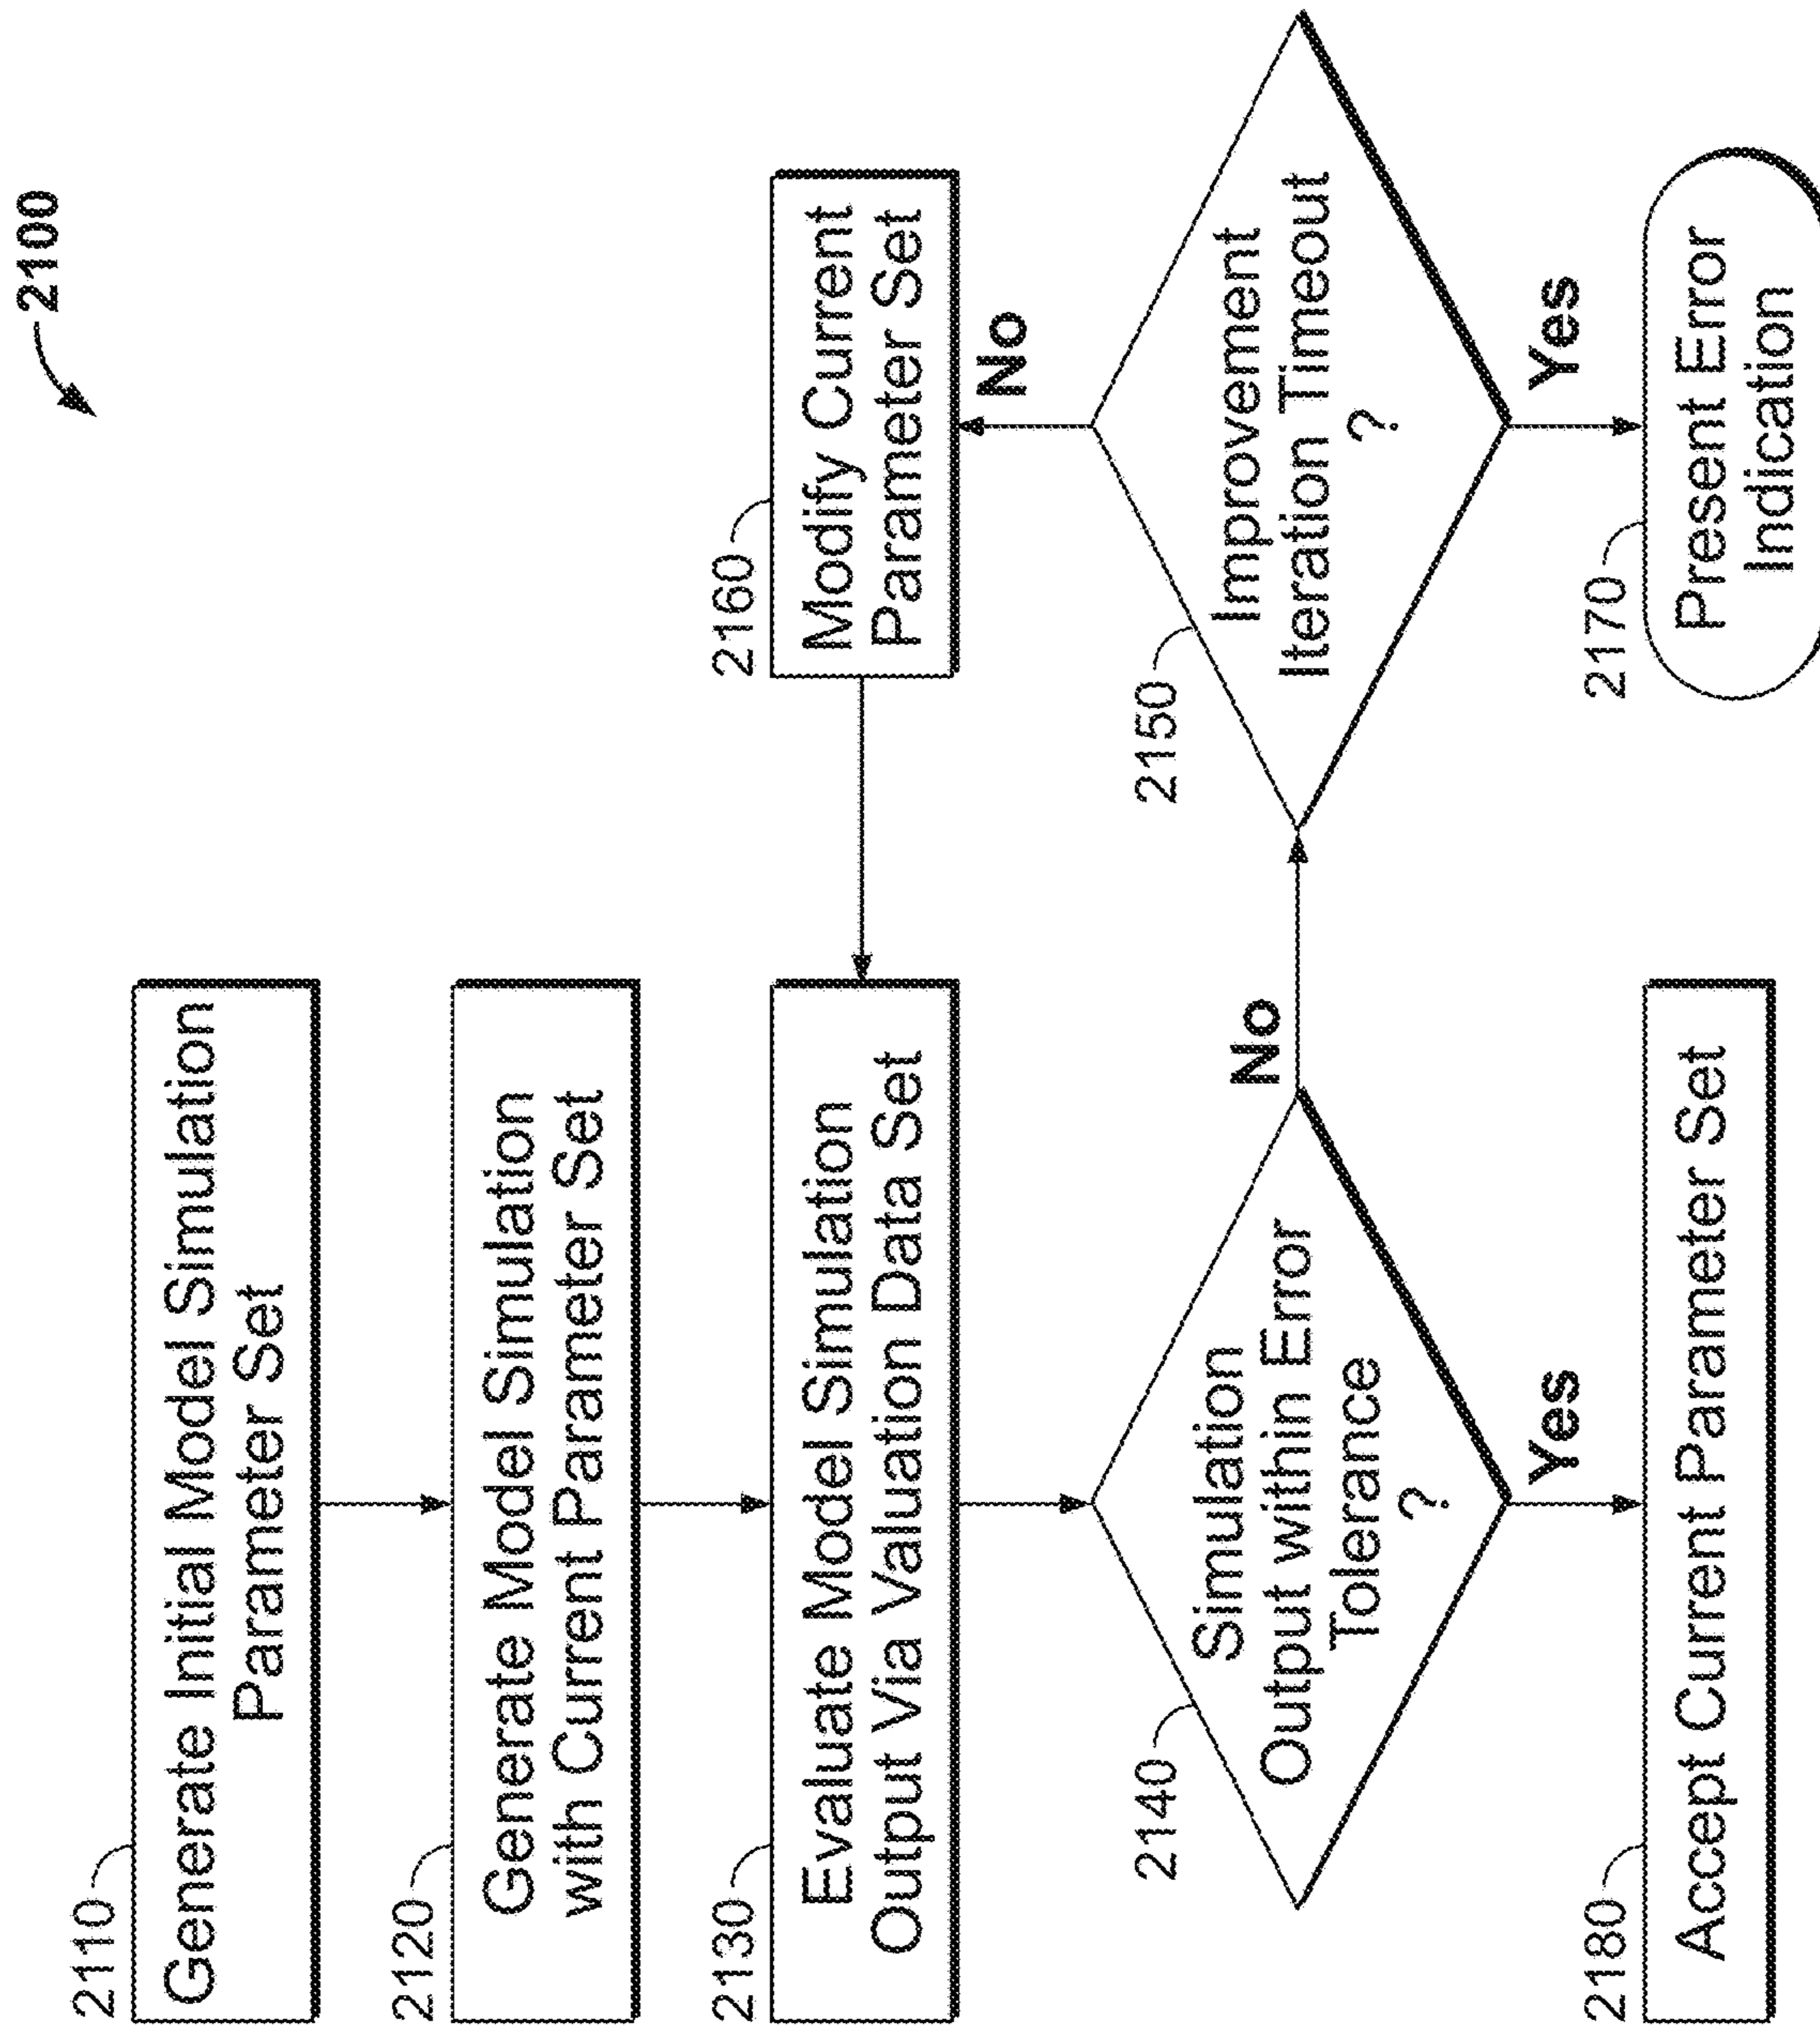 2100
2110
Generate Initial Model Simulation
Parameter Set
2120
Generate Model Simulation
with Current Parameter Set
2130
Evaluate Model Simulation
Output Via Valuation Data Set
2160
Modify Current
Parameter Set
2140
Simulation
Output within Error
Tolerance
?
No
Yes
2150
Improvement
Iteration Timeout
?
No
Yes
2180
Accept Current Parameter Set
2170
Present Error
Indication